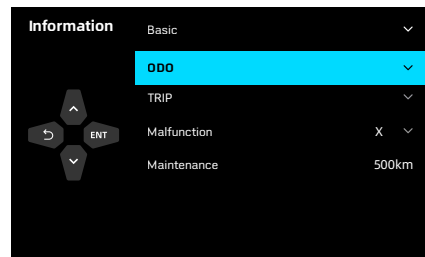 Information
Basic
ODO
TRIP
ENT
Malfunction X
Maintenance 500km